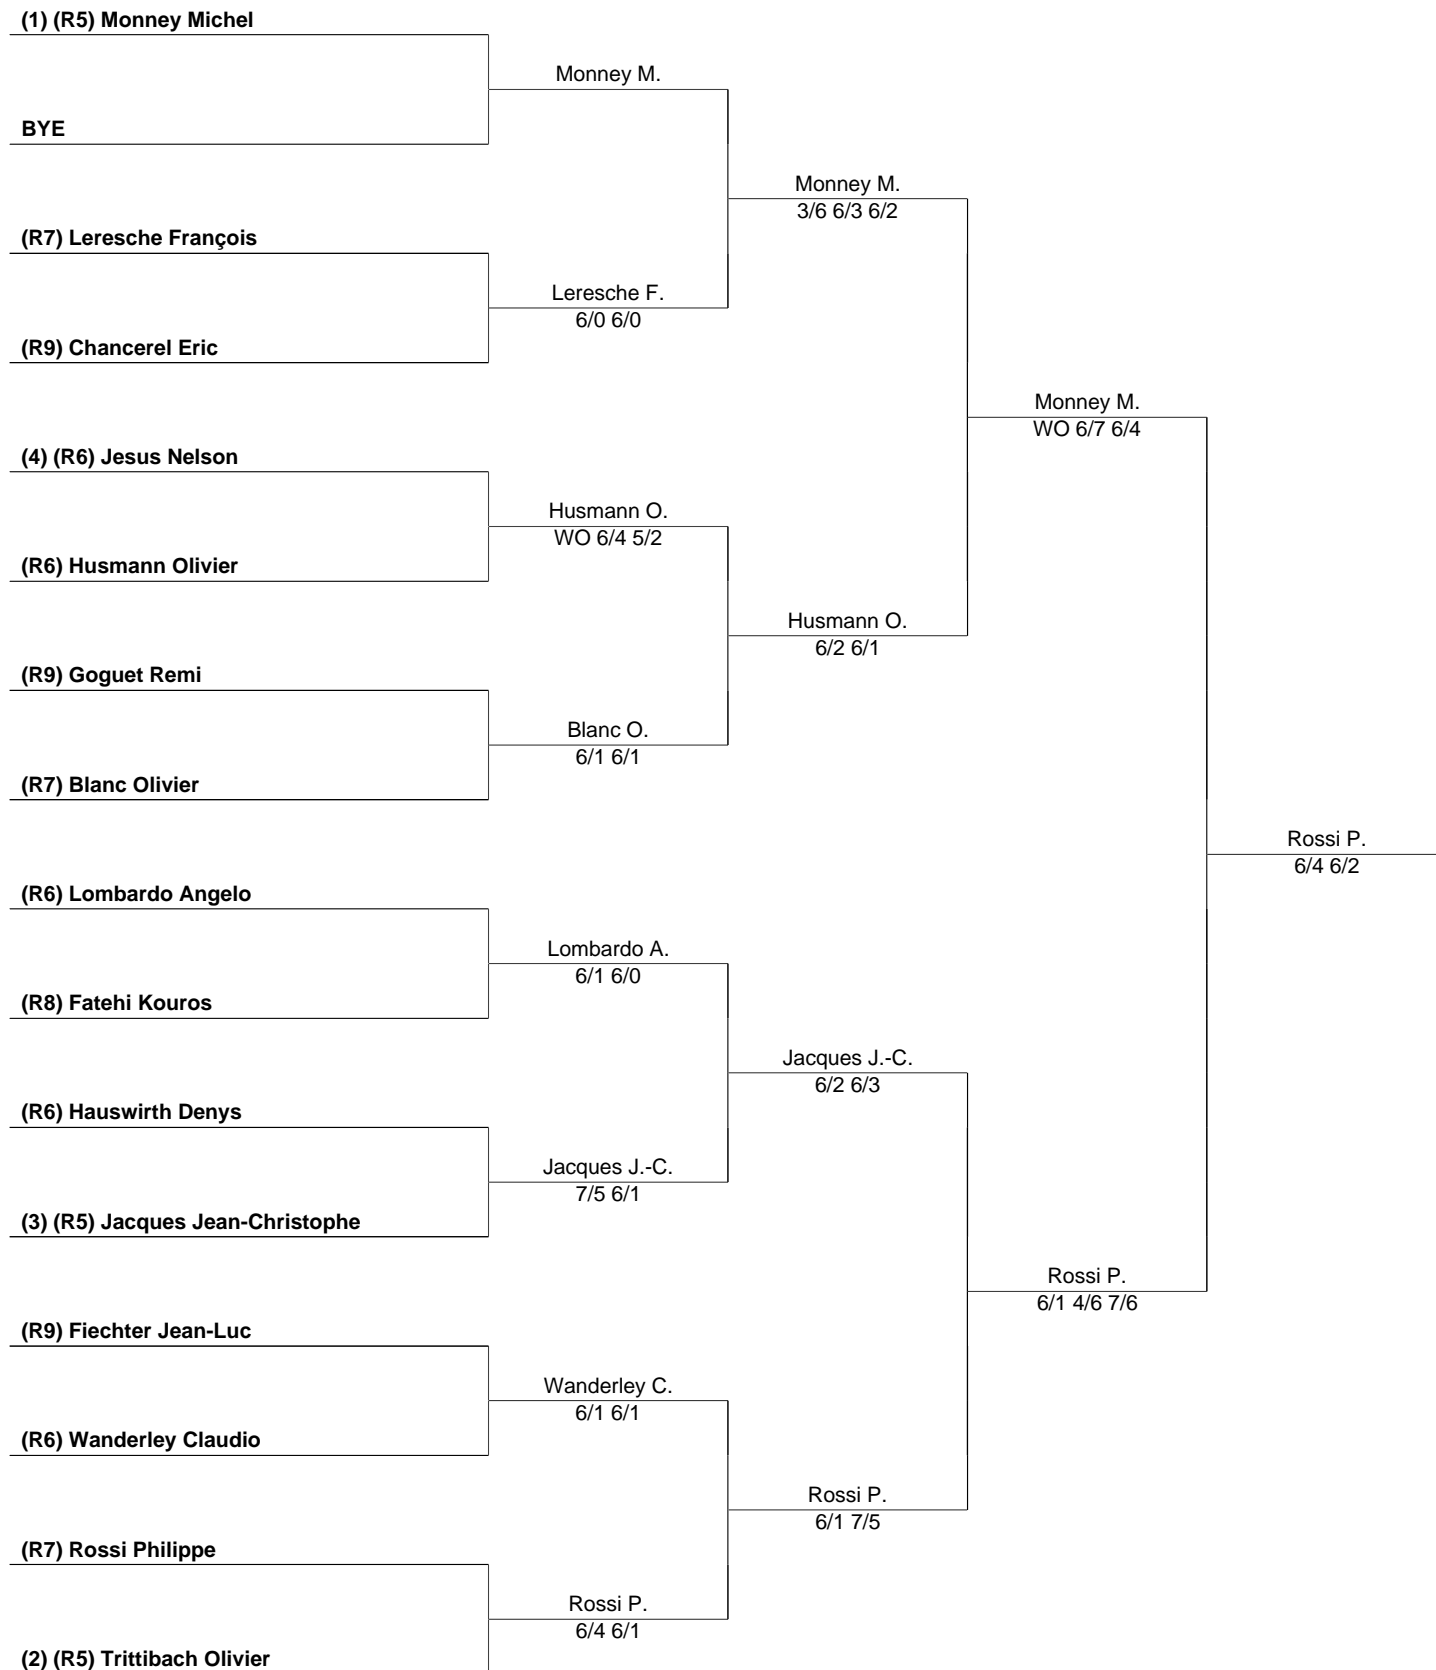 (1) (R5) Monney Michel
Monney M.
BYE
Monney M.
3/6 6/3 6/2
(R7) Leresche François
Leresche F.
6/0 6/0
(R9) Chancerel Eric
Monney M.
WO 6/7 6/4
(4) (R6) Jesus Nelson
Husmann O.
WO 6/4 5/2
(R6) Husmann Olivier
Husmann O.
6/2 6/1
(R9) Goguet Remi
Blanc O.
6/1 6/1
(R7) Blanc Olivier
Rossi P.
6/4 6/2
(R6) Lombardo Angelo
Lombardo A.
6/1 6/0
(R8) Fatehi Kouros
Jacques J.-C.
6/2 6/3
(R6) Hauswirth Denys
Jacques J.-C.
7/5 6/1
(3) (R5) Jacques Jean-Christophe
Rossi P.
6/1 4/6 7/6
(R9) Fiechter Jean-Luc
Wanderley C.
6/1 6/1
(R6) Wanderley Claudio
Rossi P.
6/1 7/5
(R7) Rossi Philippe
Rossi P.
6/4 6/1
(2) (R5) Trittibach Olivier